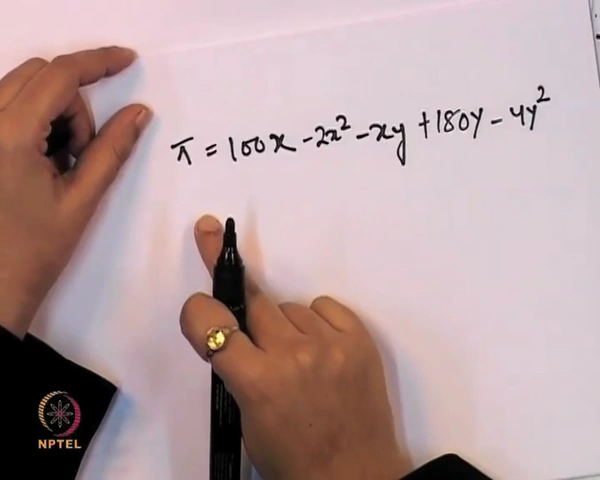 π = 100x - 2x² - xy + 180y - 4y²
NPTEL